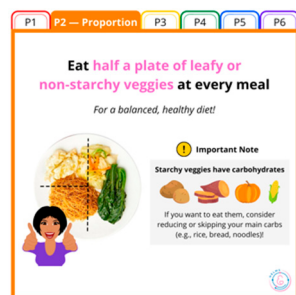 P1 P2 — Proportion P3 P4 P5 P6
Eat half a plate of leafy or
non-starchy veggies at every meal
For a balanced, healthy diet!
! Important Note
Starchy veggies have carbohydrates
If you want to eat them, consider
reducing or skipping your main carbs
(e.g., rice, bread, noodles)!